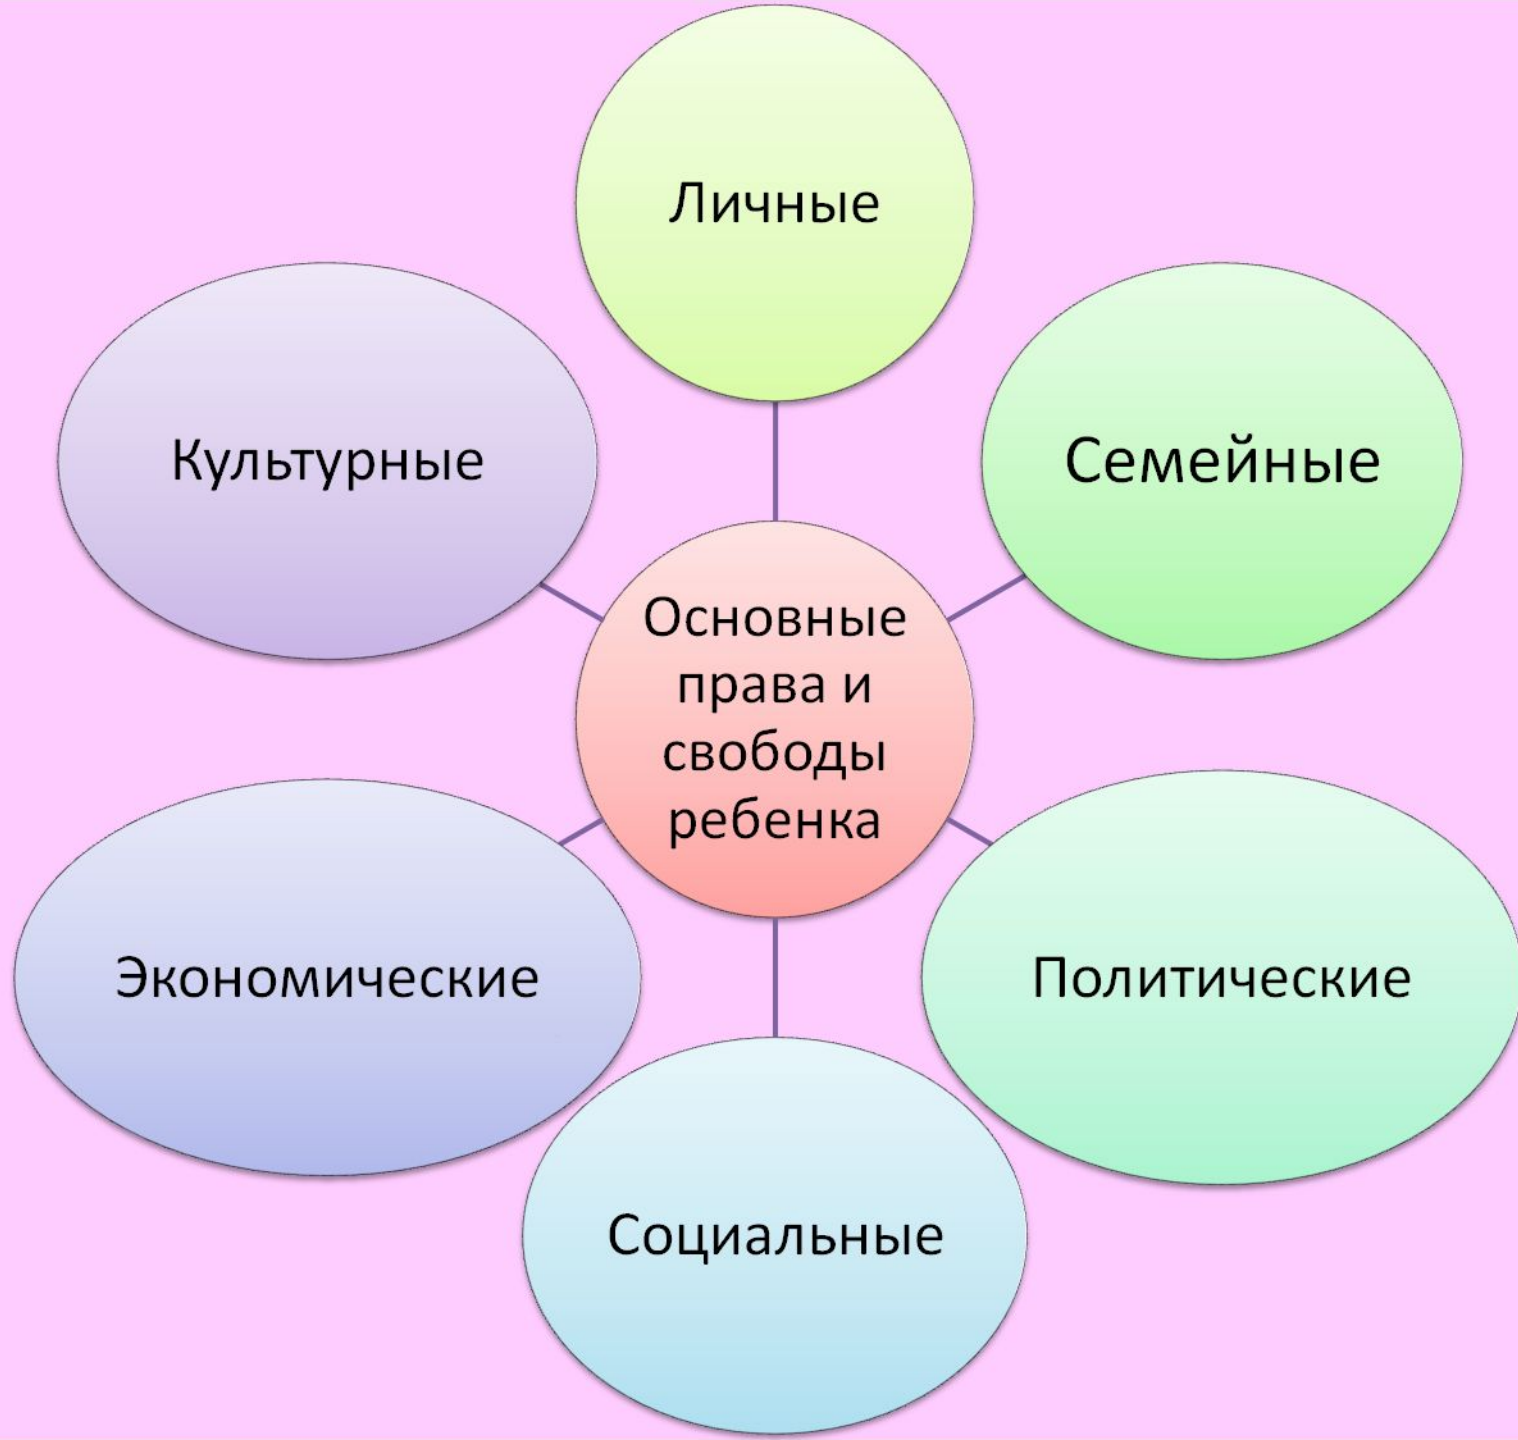 Личные
Культурные
Семейные
Основные
права и
свободы
ребенка
Экономические
Политические
Социальные